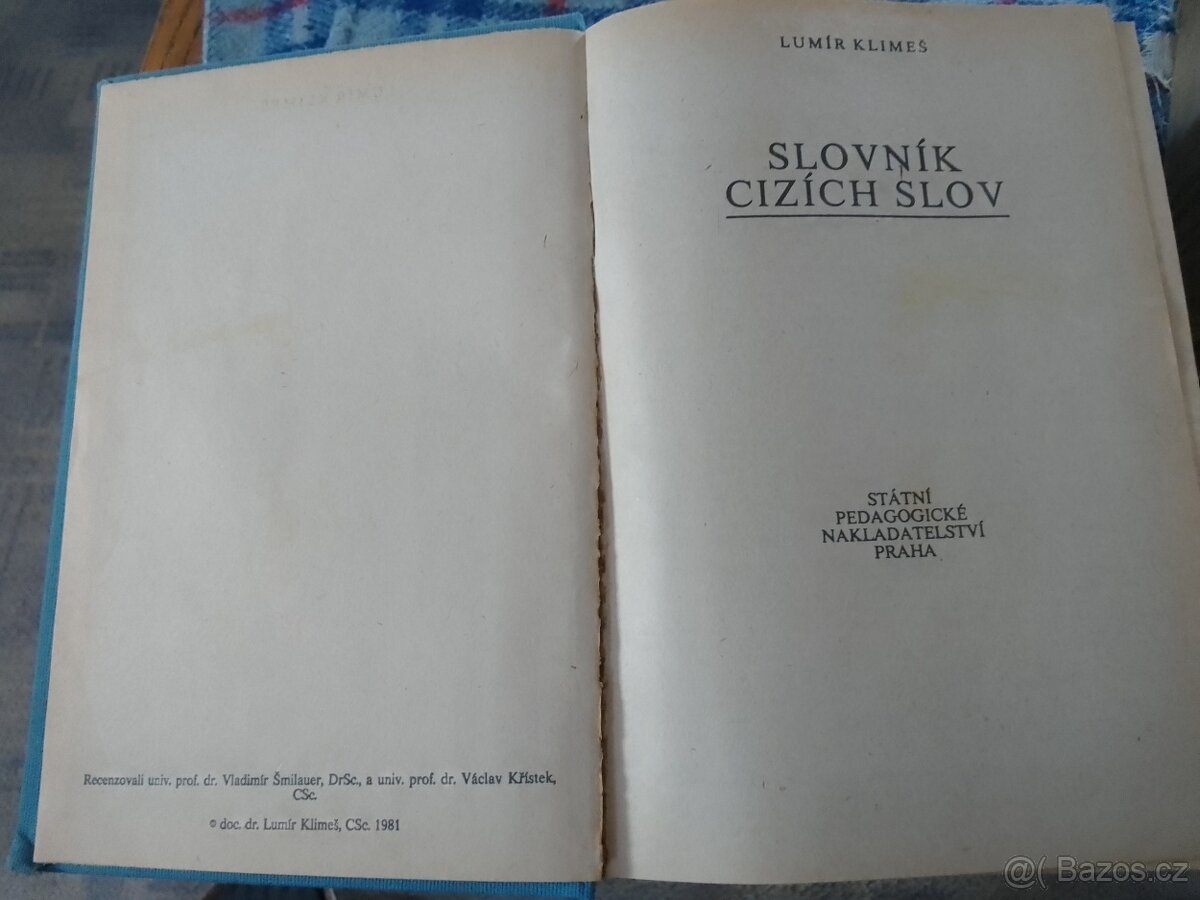 Recenzovali univ. prof. dr. Vladimír Šmilauer, DrSc., a univ. prof. dr. Václav Křístek,
CSc.
© doc. dr. Lumír Klimeš, CSc. 1981
LUMÍR KLIMEŠ
SLOVNÍK
CIZÍCH SLOV
STÁTNÍ
PEDAGOGICKÉ
NAKLADATELSTVÍ
PRAHA
@( Bazos.cz